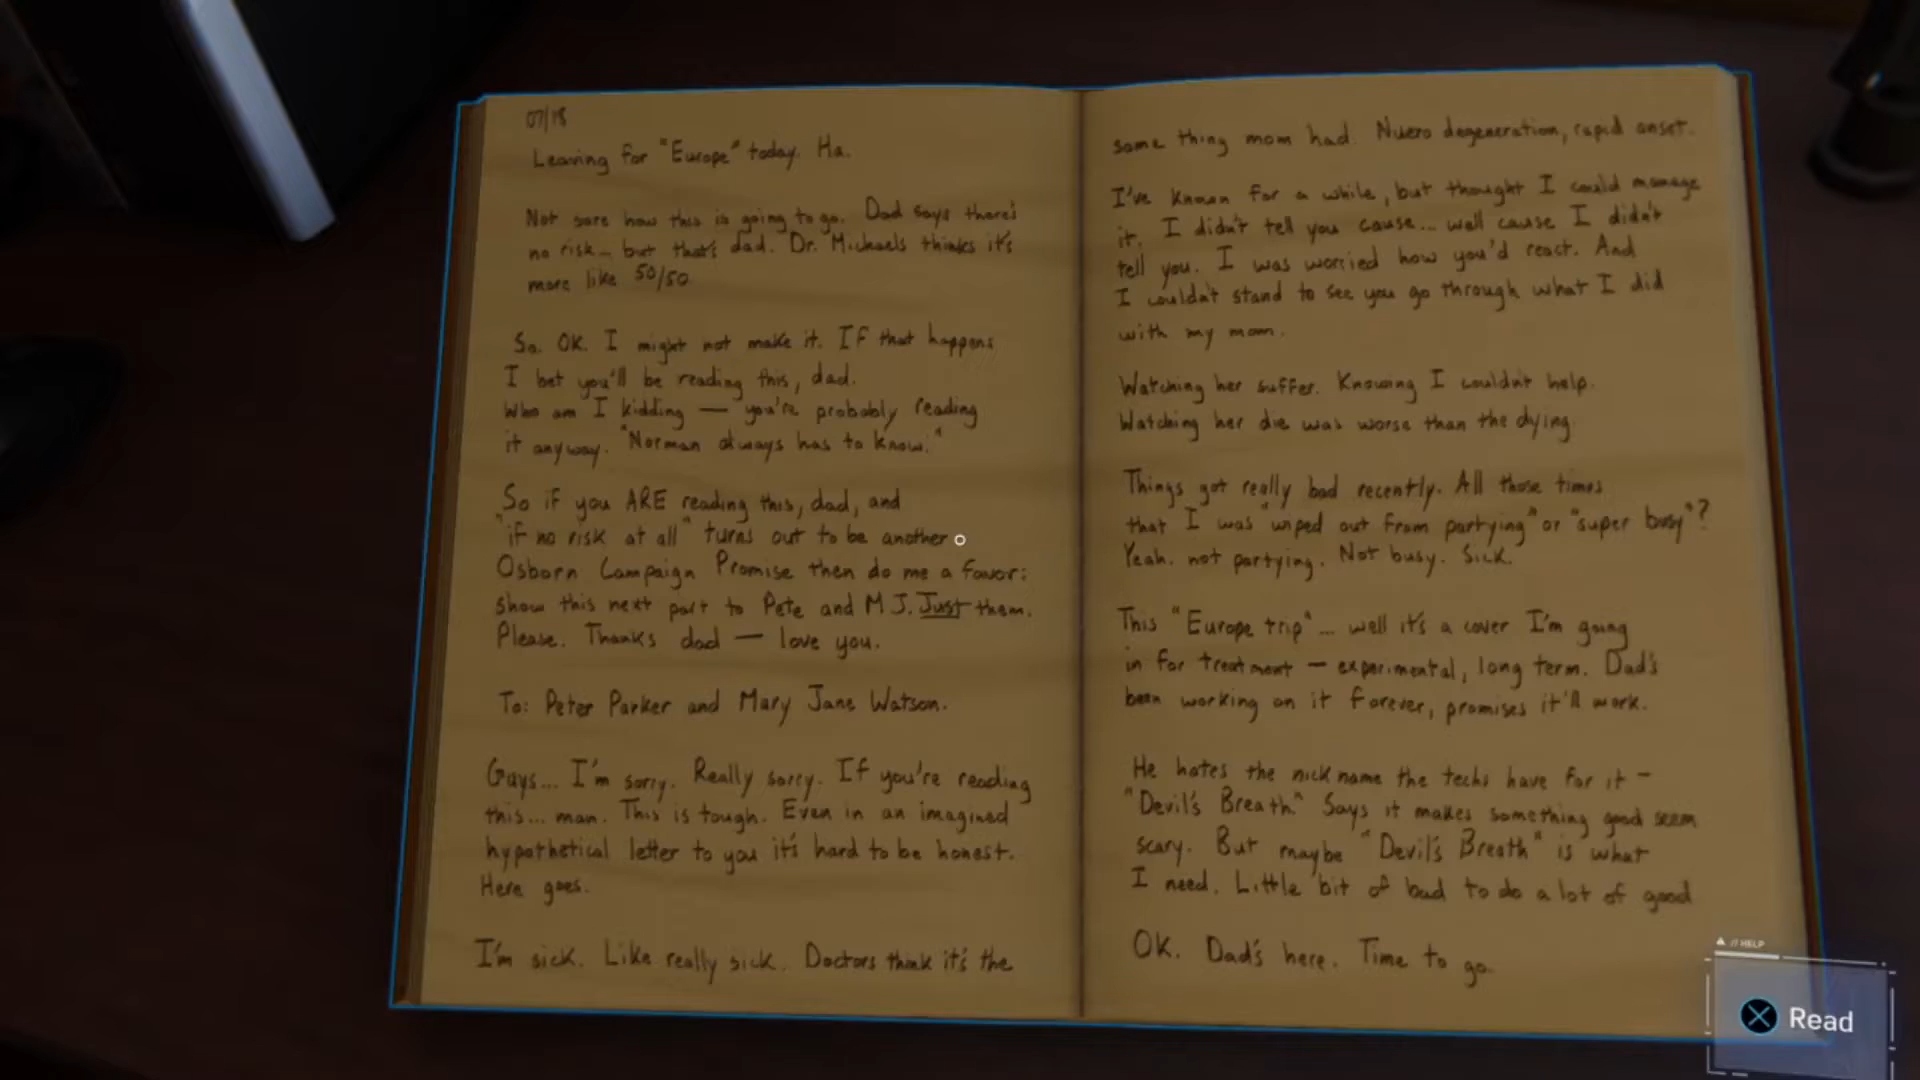 07/18
Leaving for "Europe" today. Ha.
Not sure how this is going to go. Dad says there's
no risk... but that's dad. Dr. Michaels thinks it's
more like 50/50
So. OK. I might not make it. If that happens
I bet you'll be reading this, dad.
Who am I kidding — you're probably reading
it anyway. "Norman always has to know."
So if you ARE reading this, dad, and
"if no risk at all" turns out to be another
Osborn Campaign Promise then do me a favor:
show this next part to Pete and MJ. Just them.
Please. Thanks dad — love you.
To: Peter Parker and Mary Jane Watson.
Guys... I'm sorry. Really sorry. If you're reading
this... man. This is tough. Even in an imagined
hypothetical letter to you it's hard to be honest.
Here goes.
I'm sick. Like really sick. Doctors think it's the
same thing mom had. Nuero degeneration, rapid onset.
I've known for a while, but thought I could manage
it. I didn't tell you cause... well cause I didn't
tell you. I was worried how you'd react. And
I couldn't stand to see you go through what I did
with my mom.
Watching her suffer. Knowing I couldn't help.
Watching her die was worse than the dying.
Things got really bad recently. All those times
that I was "wiped out from partying" or "super busy"?
Yeah. not partying. Not busy. Sick.
This "Europe trip"... well it's a cover I'm going
in for treatment — experimental, long term. Dad's
been working on it forever, promises it'll work.
He hates the nickname the techs have for it —
"Devil's Breath." Says it makes something good seem
scary. But maybe "Devil's Breath" is what
I need. Little bit of bad to do a lot of good
OK. Dad's here. Time to go.
// HELP
Read